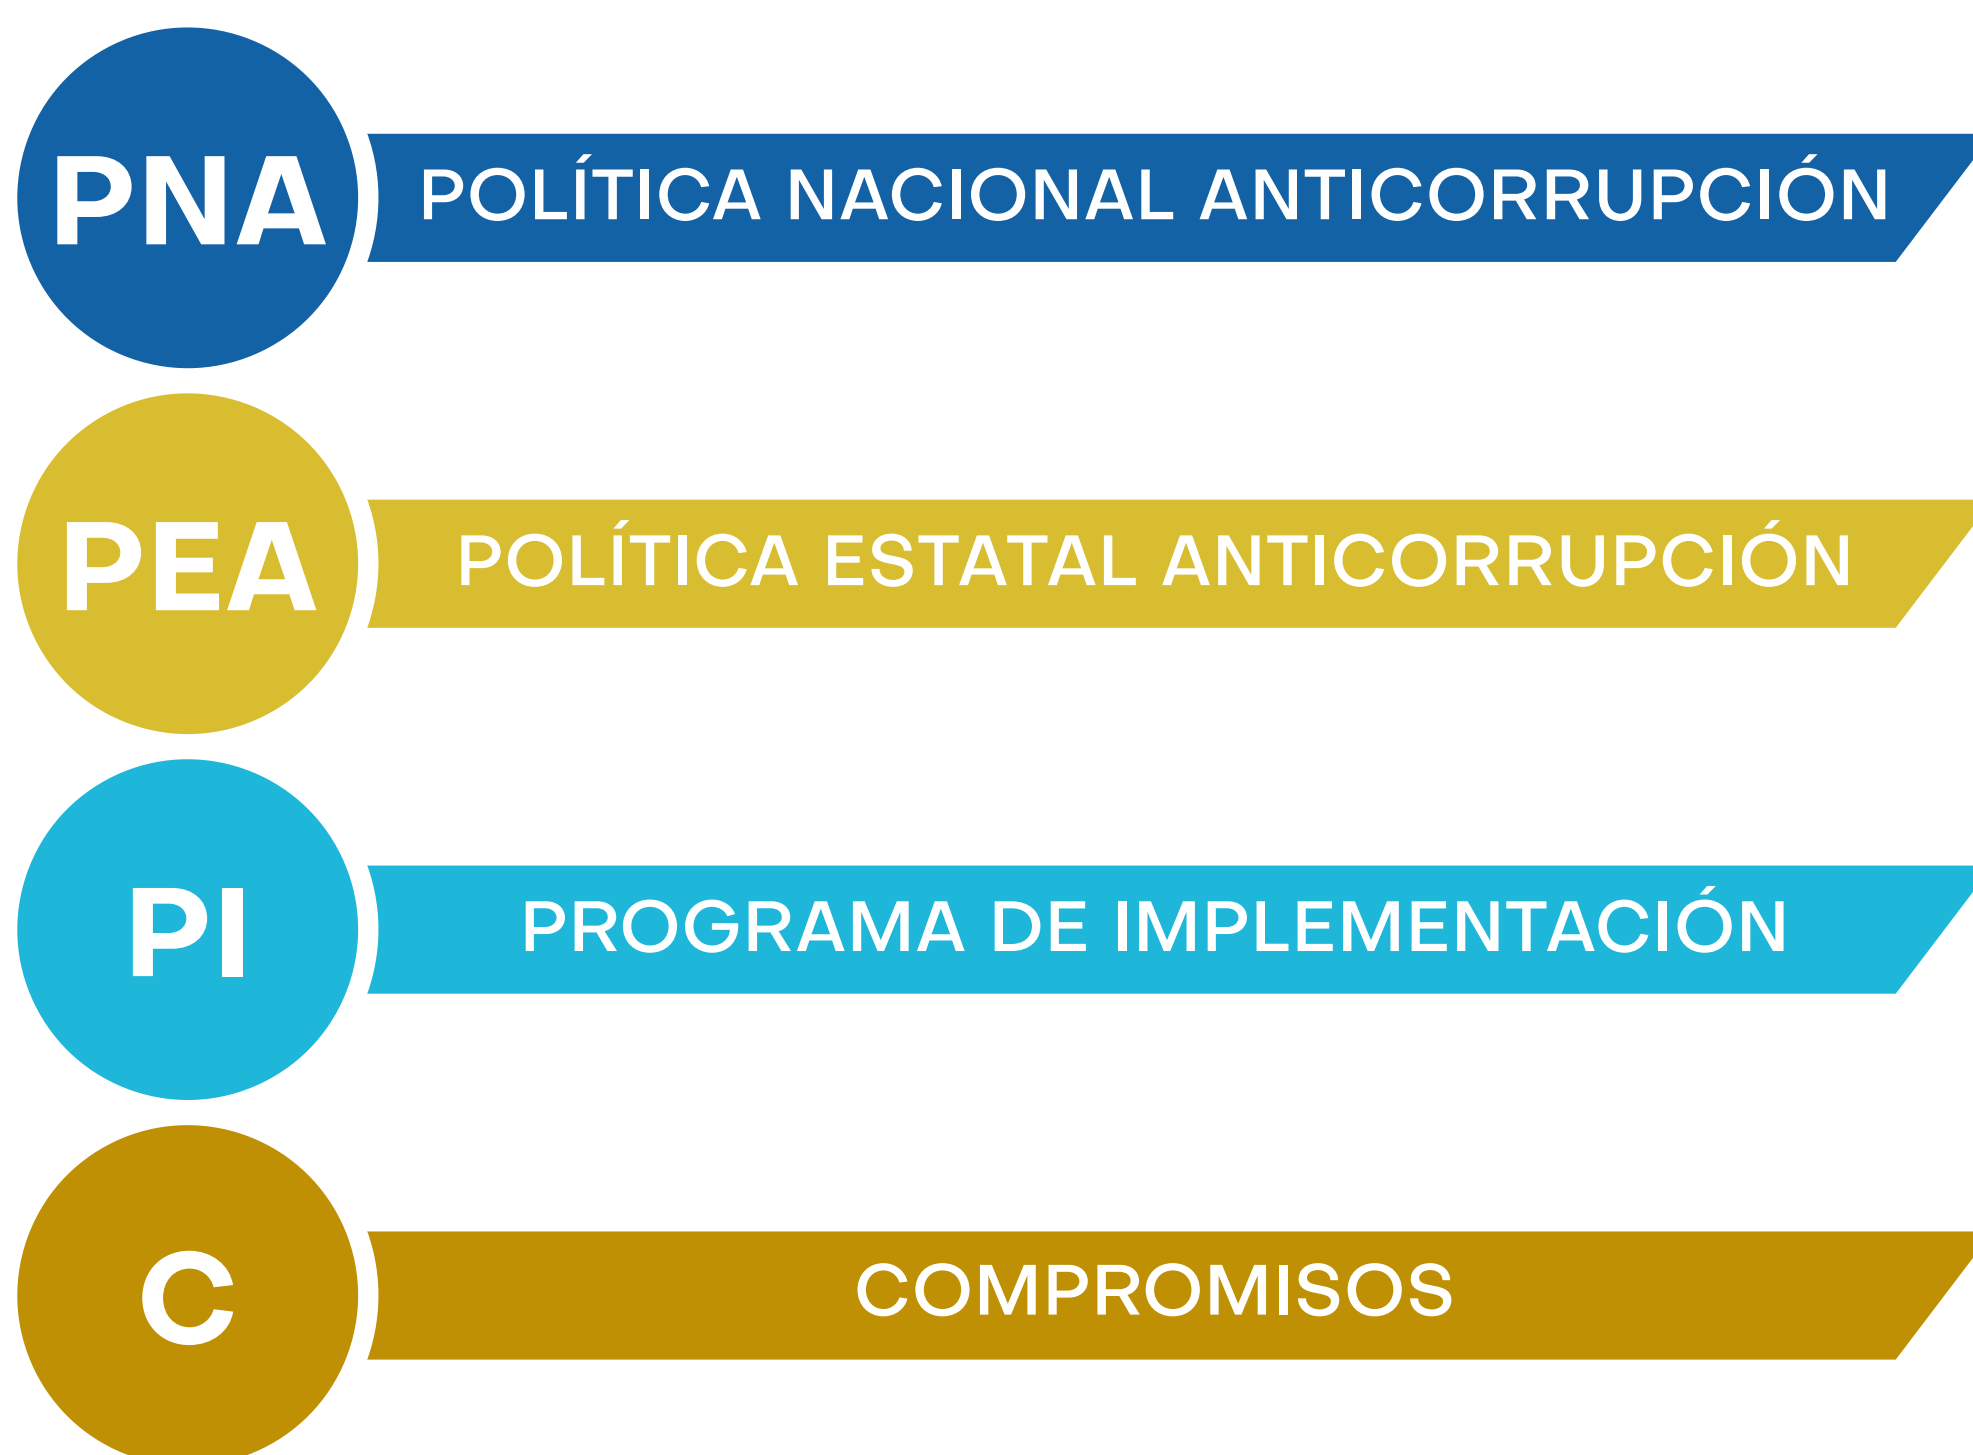 PNA
POLÍTICA NACIONAL ANTICORRUPCIÓN
PEA
POLÍTICA ESTATAL ANTICORRUPCIÓN
PI
PROGRAMA DE IMPLEMENTACIÓN
C
COMPROMISOS